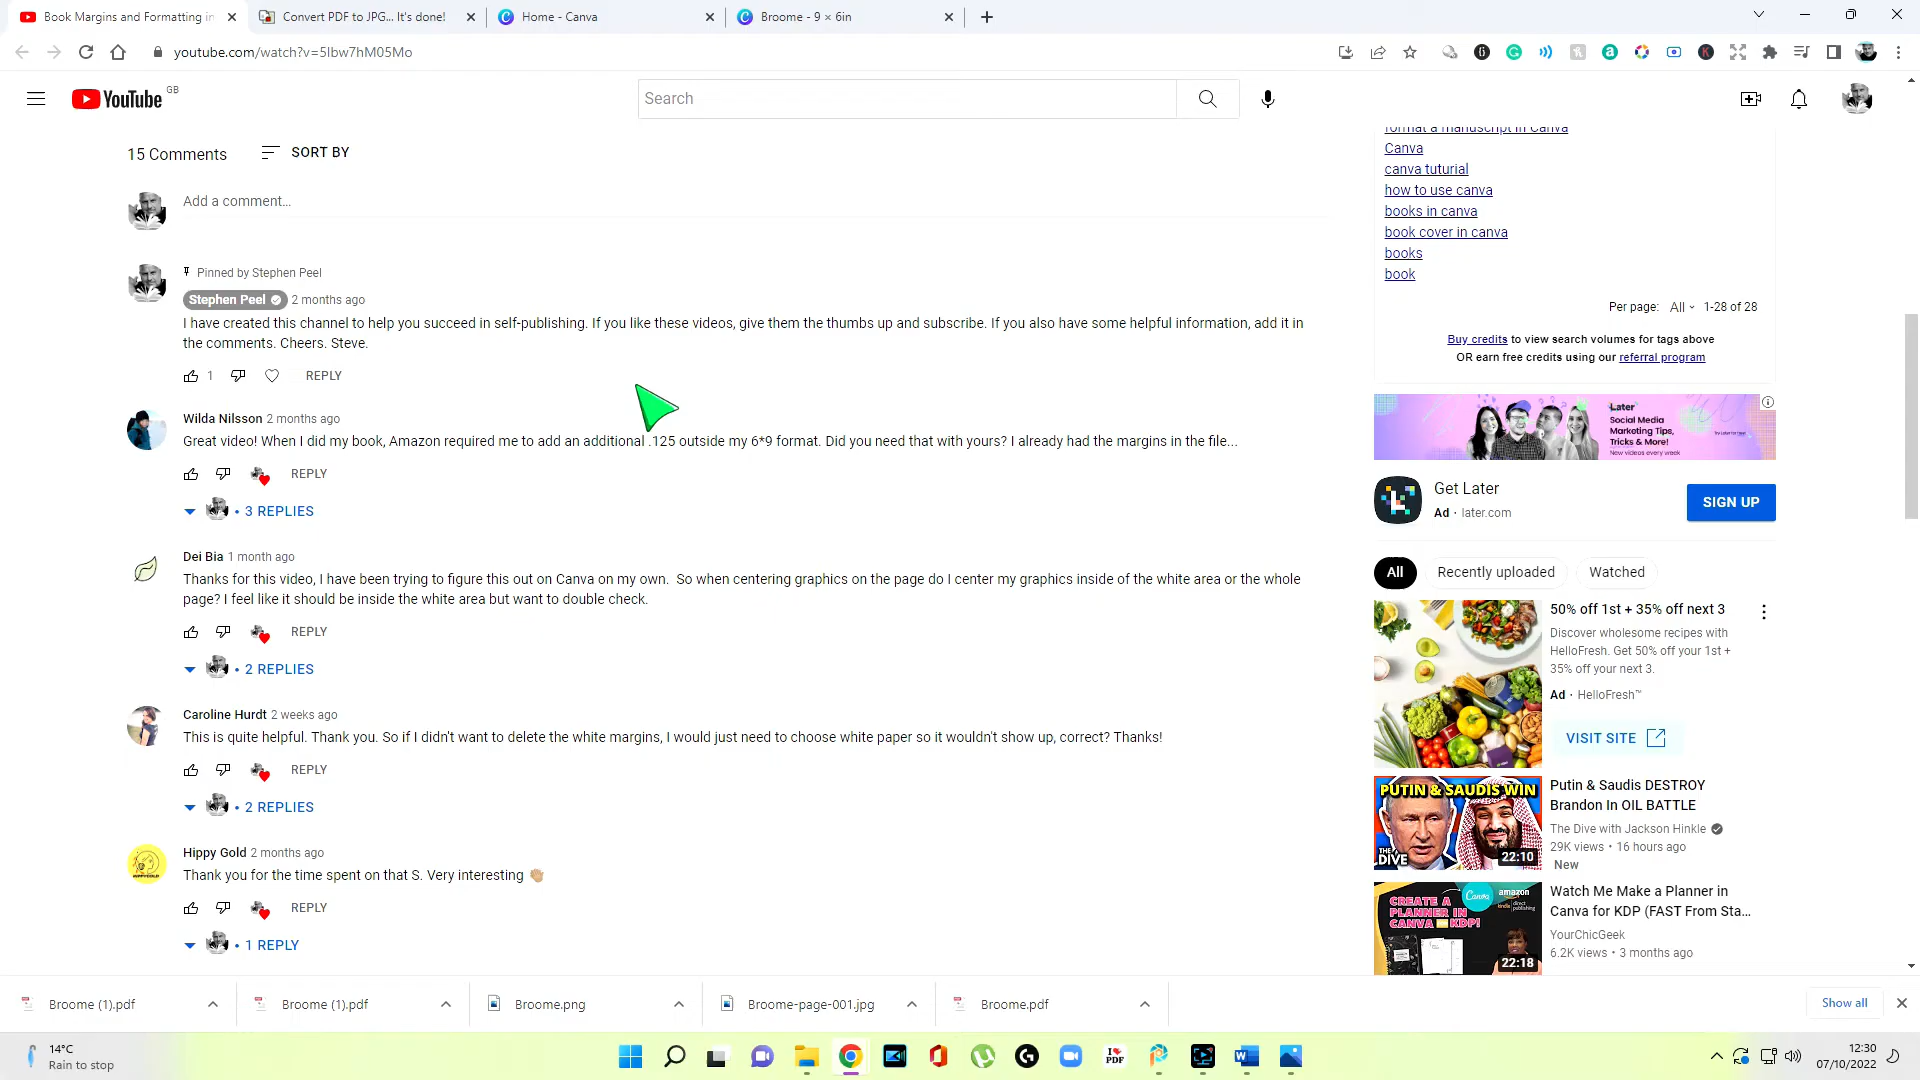 Book Margins and Formatting in
Convert PDF to JPG... It's done!
Home - Canva
Broome - 9 × 6in
youtube.com/watch?v=5Ibw7hM05Mo
YouTube GB
Search
15 Comments
SORT BY
Add a comment...
Pinned by Stephen Peel
Stephen Peel 2 months ago
I have created this channel to help you succeed in self-publishing. If you like these videos, give them the thumbs up and subscribe. If you also have some helpful information, add it in
the comments. Cheers. Steve.
1 REPLY
Wilda Nilsson 2 months ago
Great video! When I did my book, Amazon required me to add an additional .125 outside my 6*9 format. Did you need that with yours? I already had the margins in the file...
REPLY
• 3 REPLIES
Dei Bia 1 month ago
Thanks for this video, I have been trying to figure this out on Canva on my own.  So when centering graphics on the page do I center my graphics inside of the white area or the whole
page? I feel like it should be inside the white area but want to double check.
REPLY
• 2 REPLIES
Caroline Hurdt 2 weeks ago
This is quite helpful. Thank you. So if I didn't want to delete the white margins, I would just need to choose white paper so it wouldn't show up, correct? Thanks!
REPLY
• 2 REPLIES
Hippy Gold 2 months ago
Thank you for the time spent on that S. Very interesting 👏🏼
REPLY
• 1 REPLY
format a manuscript in Canva
Canva
canva tuturial
how to use canva
books in canva
book cover in canva
books
book
Per page: All 1-28 of 28
Buy credits to view search volumes for tags above
OR earn free credits using our referral program
Later
Social Media
Marketing Tips,
Tricks & More!
New videos every week
Get Later
Ad · later.com
SIGN UP
All
Recently uploaded
Watched
50% off 1st + 35% off next 3
Discover wholesome recipes with
HelloFresh. Get 50% off your 1st +
35% off your next 3.
Ad · HelloFresh™
VISIT SITE
PUTIN & SAUDIS WIN
THE DIVE
22:10
Putin & Saudis DESTROY
Brandon In OIL BATTLE
The Dive with Jackson Hinkle
29K views • 16 hours ago
New
CREATE A
PLANNER IN
CANVA KDP!
Canva
amazon
22:18
Watch Me Make a Planner in
Canva for KDP (FAST From Sta...
YourChicGeek
6.2K views • 3 months ago
Broome (1).pdf
Broome (1).pdf
Broome.png
Broome-page-001.jpg
Broome.pdf
Show all
14°C
Rain to stop
I PDF
12:30
07/10/2022